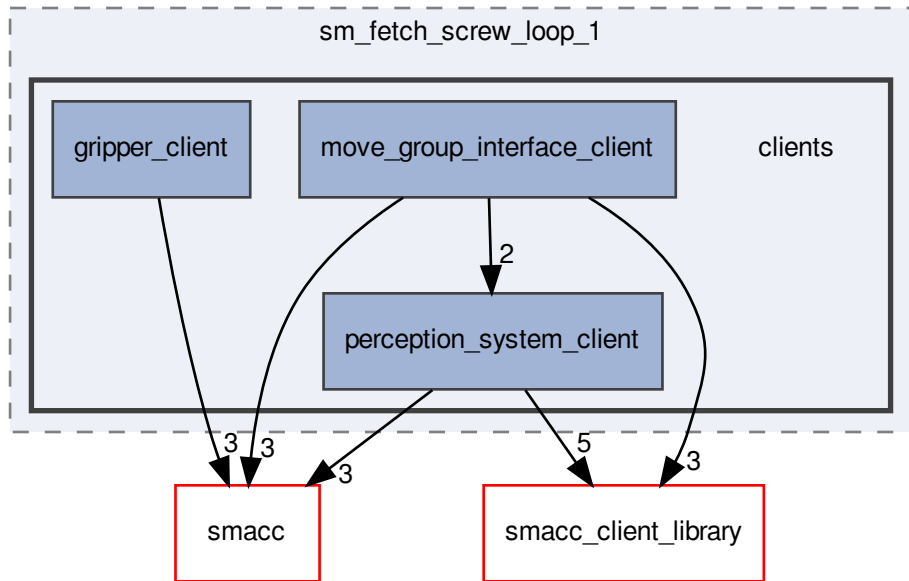 sm_fetch_screw_loop_1
gripper_client
move_group_interface_client
clients
2
perception_system_client
3
3
3
5
3
smacc
smacc_client_library